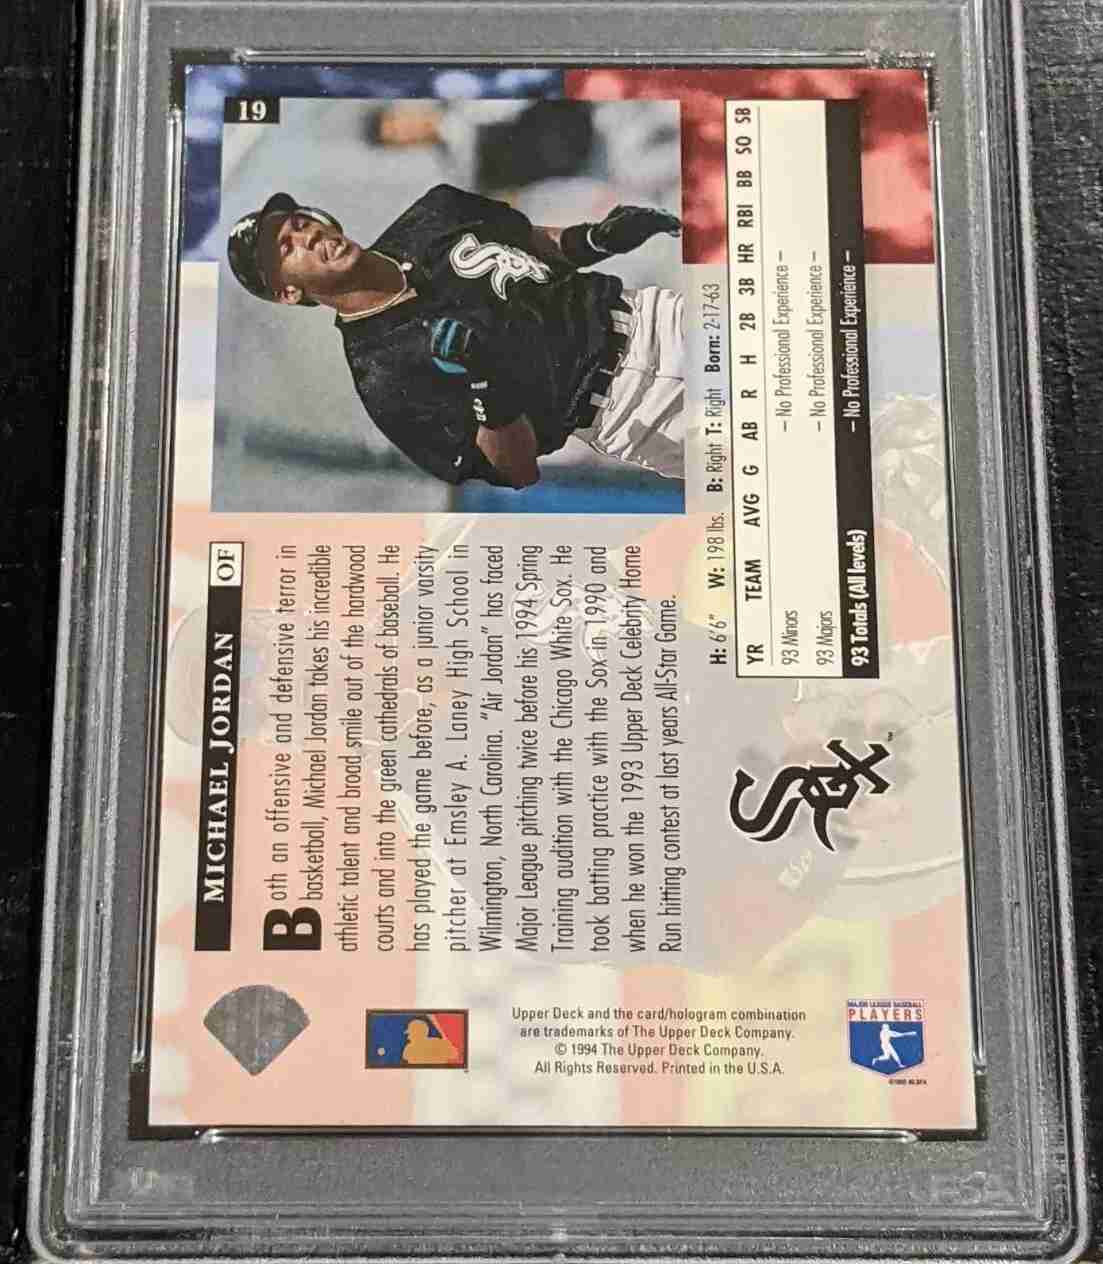 19
MICHAEL JORDAN OF
Both an offensive and defensive terror in
basketball, Michael Jordan takes his incredible
athletic talent and broad smile out of the hardwood
courts and into the green cathedrals of baseball. He
has played the game before, as a junior varsity
pitcher at Emsley A. Laney High School in
Wilmington, North Carolina. "Air Jordan" has faced
Major League pitching twice before his 1994 Spring
Training audition with the Chicago White Sox. He
took batting practice with the Sox in 1990 and
when he won the 1993 Upper Deck Celebrity Home
Run hitting contest at last years All-Star Game.
H: 6'6" W: 198 lbs. B: Right T: Right Born: 2-17-63
YR TEAM AVG G AB R H 2B 3B HR RBI BB SO SB
93 Minors – No Professional Experience –
93 Majors – No Professional Experience –
93 Totals (All levels) – No Professional Experience –
Sox
Sox
Upper Deck and the card/hologram combination
are trademarks of The Upper Deck Company.
© 1994 The Upper Deck Company.
All Rights Reserved. Printed in the U.S.A.
MAJOR LEAGUE BASEBALL
PLAYERS